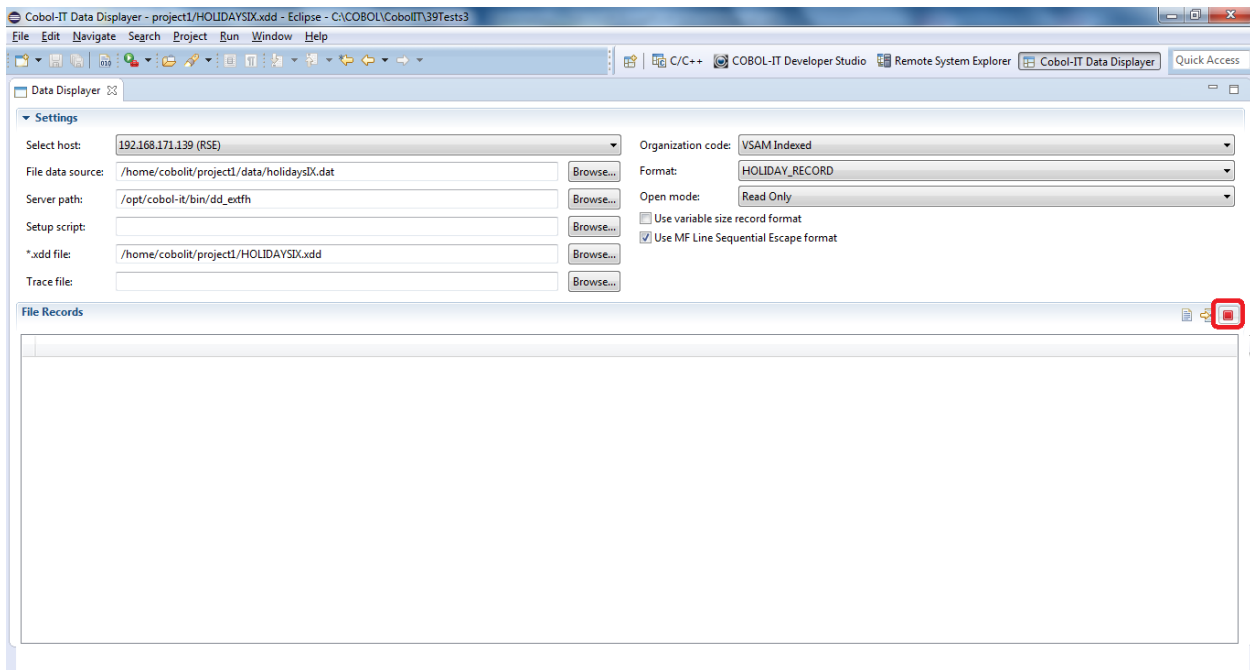 Cobol-IT Data Displayer - project1/HOLIDAYSIX.xdd - Eclipse - C:\COBOL\CobolIT\39Tests3
File Edit Navigate Search Project Run Window Help
C/C++ COBOL-IT Developer Studio Remote System Explorer Cobol-IT Data Displayer Quick Access
Data Displayer
Settings
Select host: 192.168.171.139 (RSE) Organization code: VSAM Indexed
File data source: /home/cobolit/project1/data/holidaysIX.dat Browse... Format: HOLIDAY_RECORD
Server path: /opt/cobol-it/bin/dd_extfh Browse... Open mode: Read Only
Use variable size record format
Setup script: Browse...
Use MF Line Sequential Escape format
*.xdd file: /home/cobolit/project1/HOLIDAYSIX.xdd Browse...
Trace file: Browse...
File Records